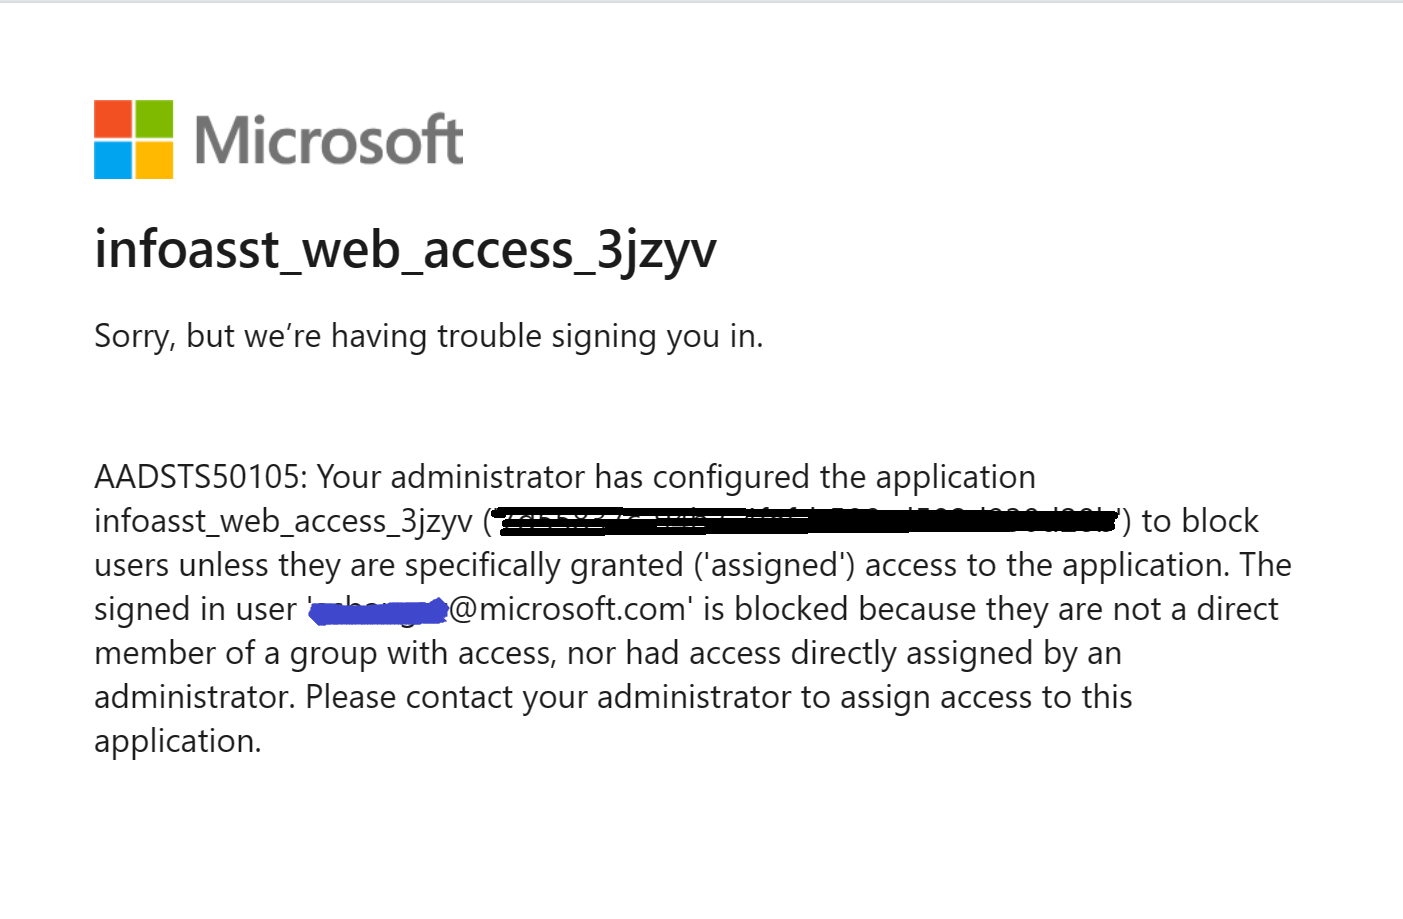 Microsoft
infoasst_web_access_3jzyv
Sorry, but we’re having trouble signing you in.
AADSTS50105: Your administrator has configured the application
infoasst_web_access_3jzyv (' ') to block
users unless they are specifically granted ('assigned') access to the application. The
signed in user ' @microsoft.com' is blocked because they are not a direct
member of a group with access, nor had access directly assigned by an
administrator. Please contact your administrator to assign access to this
application.